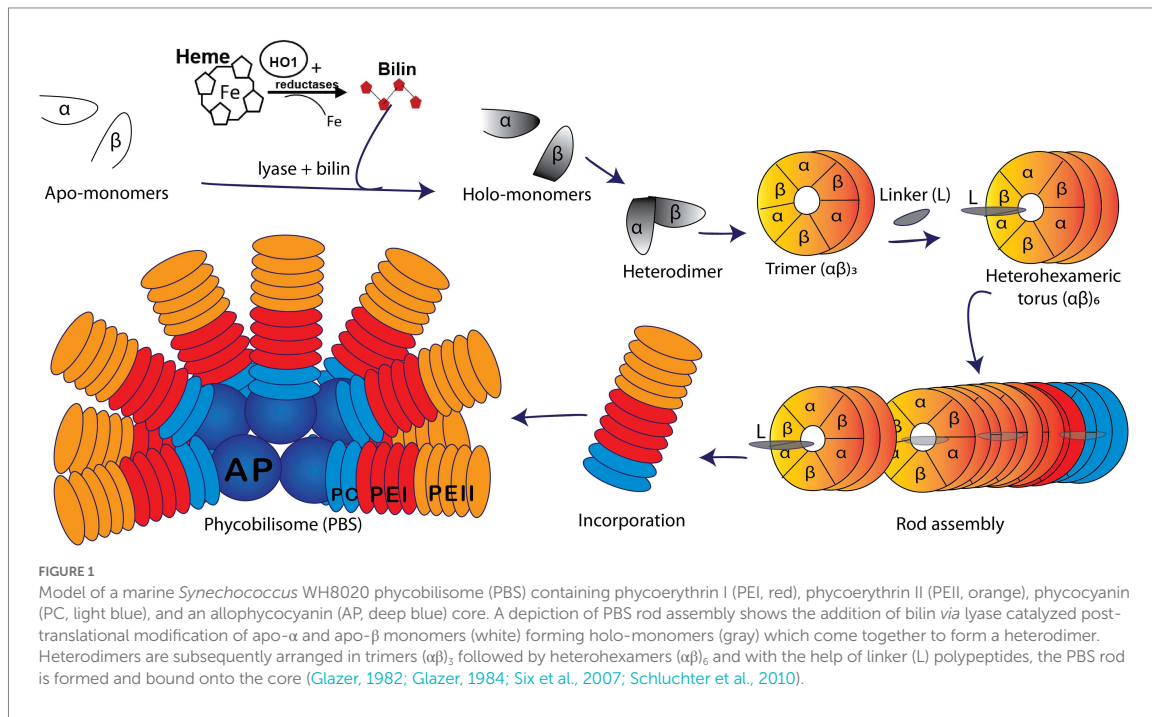 Heme
HO1
+
reductases
Fe
Fe
Bilin
α
β
Apo-monomers
lyase + bilin
α
β
Holo-monomers
α
β
Heterodimer
α
β
β
α
α
β
Trimer (αβ)₃
Linker (L)
L
α
β
β
α
α
β
Heterohexameric
torus (αβ)₆
L
α
β
β
α
α
β
β
α
β
α
α
β
Rod assembly
Incorporation
AP
PC
PEI
PEII
Phycobilisome (PBS)
FIGURE 1
Model of a marine Synechococcus WH8020 phycobilisome (PBS) containing phycoerythrin I (PEI, red), phycoerythrin II (PEII, orange), phycocyanin
(PC, light blue), and an allophycocyanin (AP, deep blue) core. A depiction of PBS rod assembly shows the addition of bilin via lyase catalyzed post-
translational modification of apo-α and apo-β monomers (white) forming holo-monomers (gray) which come together to form a heterodimer.
Heterodimers are subsequently arranged in trimers (αβ)₃ followed by heterohexamers (αβ)₆ and with the help of linker (L) polypeptides, the PBS rod
is formed and bound onto the core (Glazer, 1982; Glazer, 1984; Six et al., 2007; Schluchter et al., 2010).